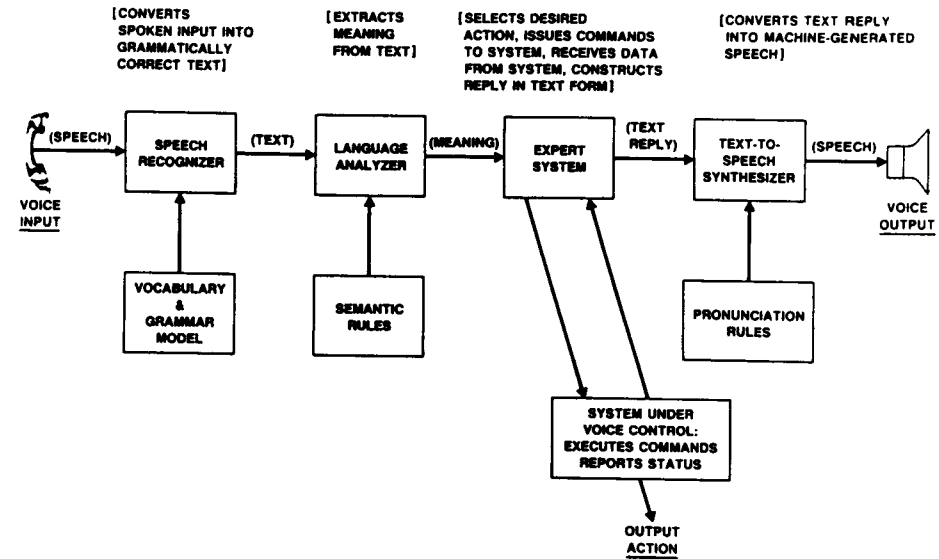 [CONVERTS
SPOKEN INPUT INTO
GRAMMATICALLY
CORRECT TEXT]
[EXTRACTS
MEANING
FROM TEXT]
[SELECTS DESIRED
ACTION, ISSUES COMMANDS
TO SYSTEM, RECEIVES DATA
FROM SYSTEM, CONSTRUCTS
REPLY IN TEXT FORM]
[CONVERTS TEXT REPLY
INTO MACHINE-GENERATED
SPEECH]
VOICE
INPUT
(SPEECH)
SPEECH
RECOGNIZER
(TEXT)
LANGUAGE
ANALYZER
(MEANING)
EXPERT
SYSTEM
(TEXT
REPLY)
TEXT-TO-
SPEECH
SYNTHESIZER
(SPEECH)
VOICE
OUTPUT
VOCABULARY
&
GRAMMAR
MODEL
SEMANTIC
RULES
PRONUNCIATION
RULES
SYSTEM UNDER
VOICE CONTROL:
EXECUTES COMMANDS
REPORTS STATUS
OUTPUT
ACTION